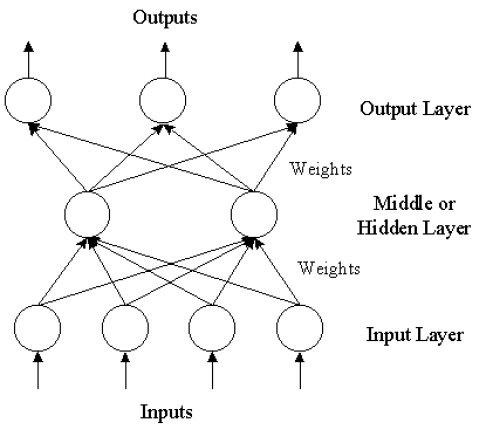 Outputs
Output Layer
Weights
Middle or
Hidden Layer
Weights
Input Layer
Inputs